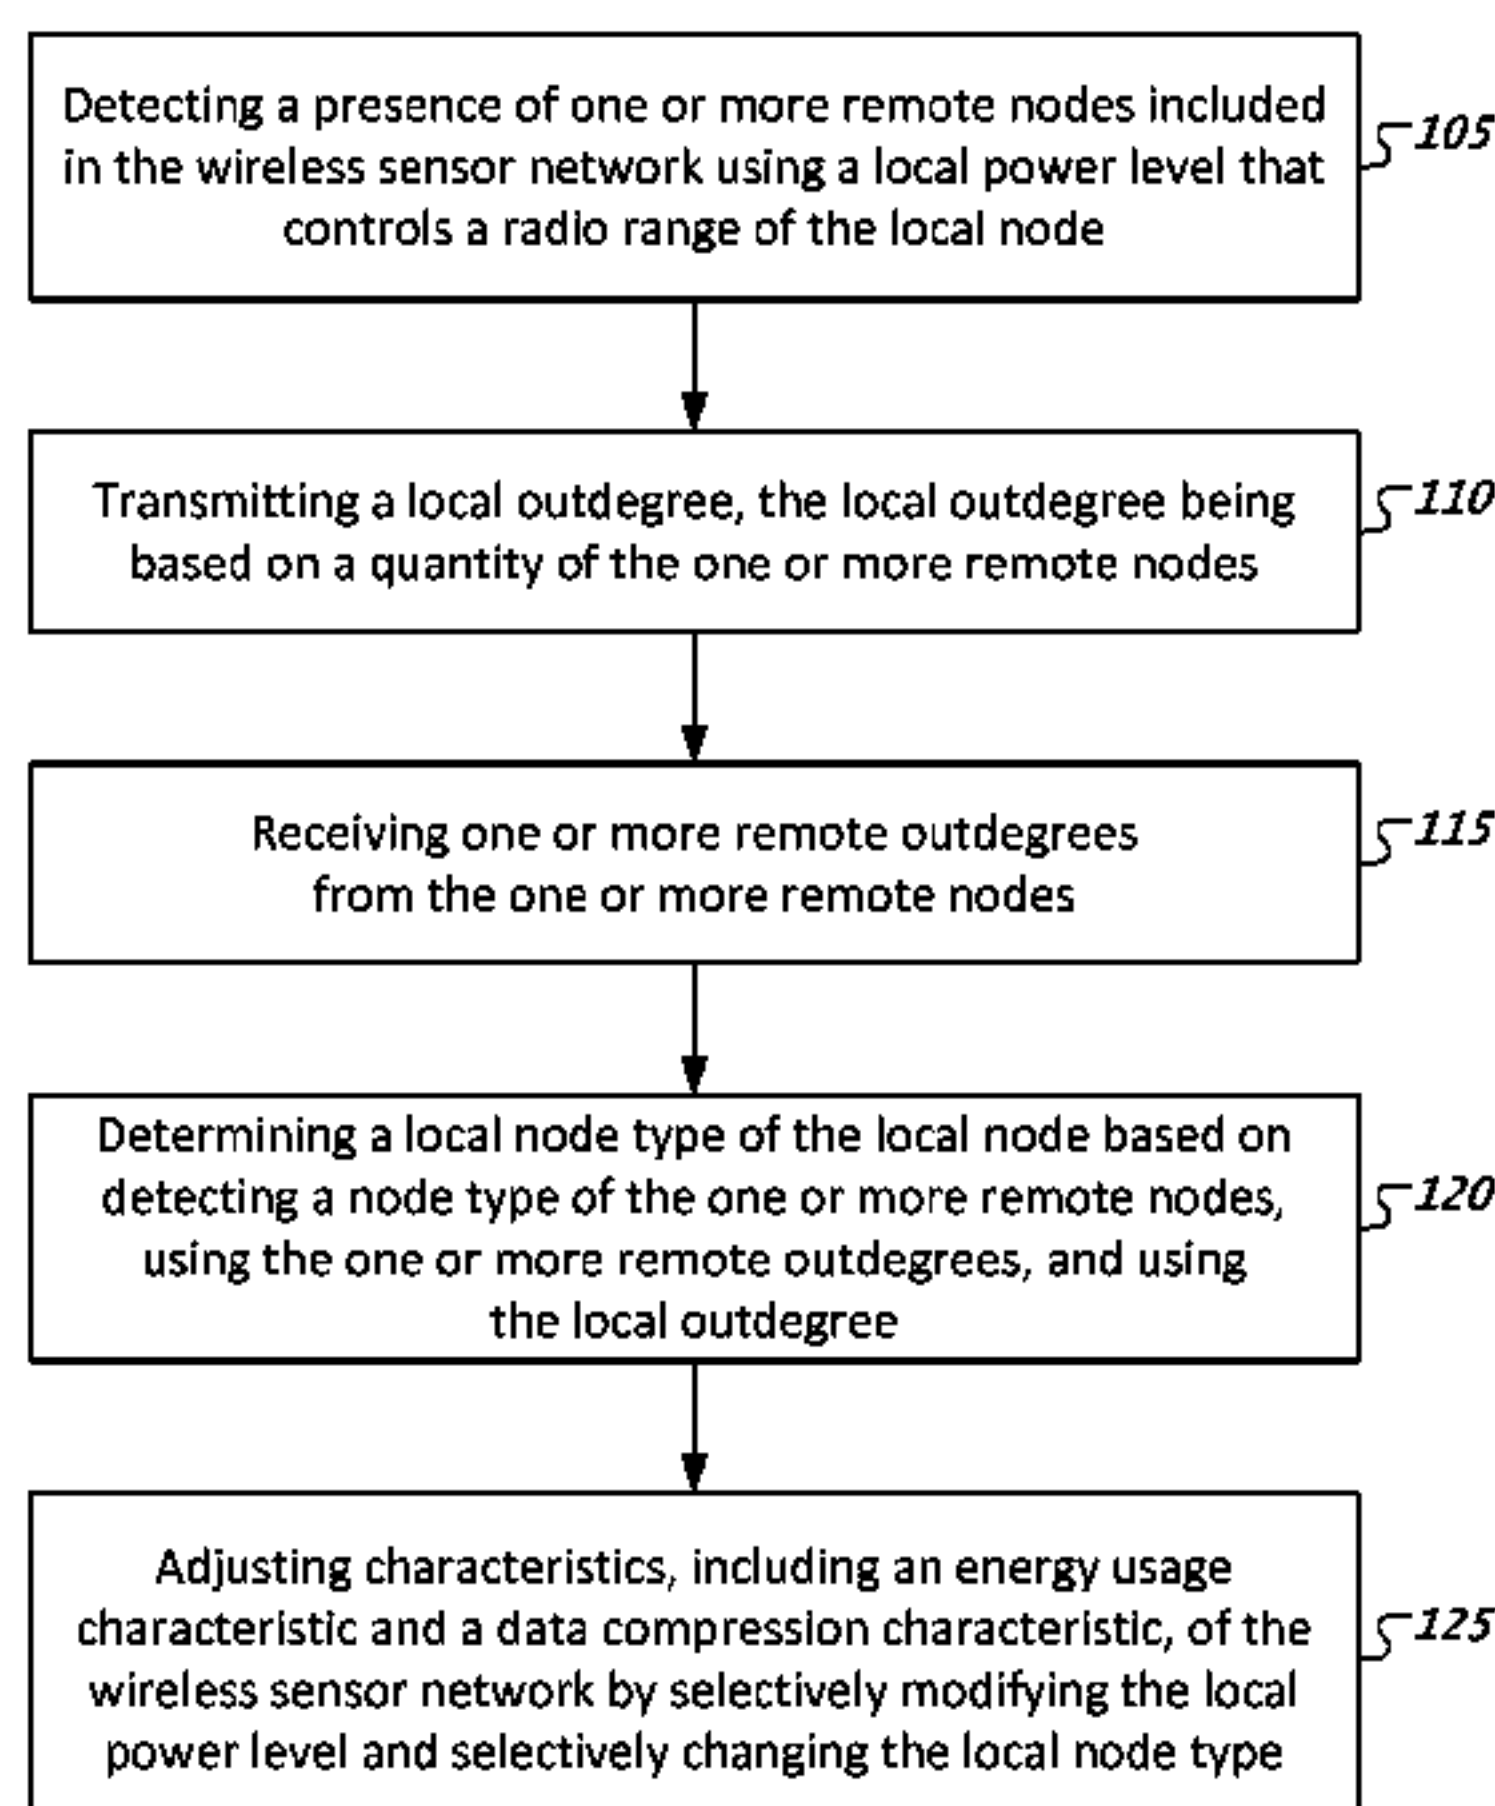 Detecting a presence of one or more remote nodes included
in the wireless sensor network using a local power level that
controls a radio range of the local node
105
Transmitting a local outdegree, the local outdegree being
based on a quantity of the one or more remote nodes
110
Receiving one or more remote outdegrees
from the one or more remote nodes
115
Determining a local node type of the local node based on
detecting a node type of the one or more remote nodes,
using the one or more remote outdegrees, and using
the local outdegree
120
Adjusting characteristics, including an energy usage
characteristic and a data compression characteristic, of the
wireless sensor network by selectively modifying the local
power level and selectively changing the local node type
125